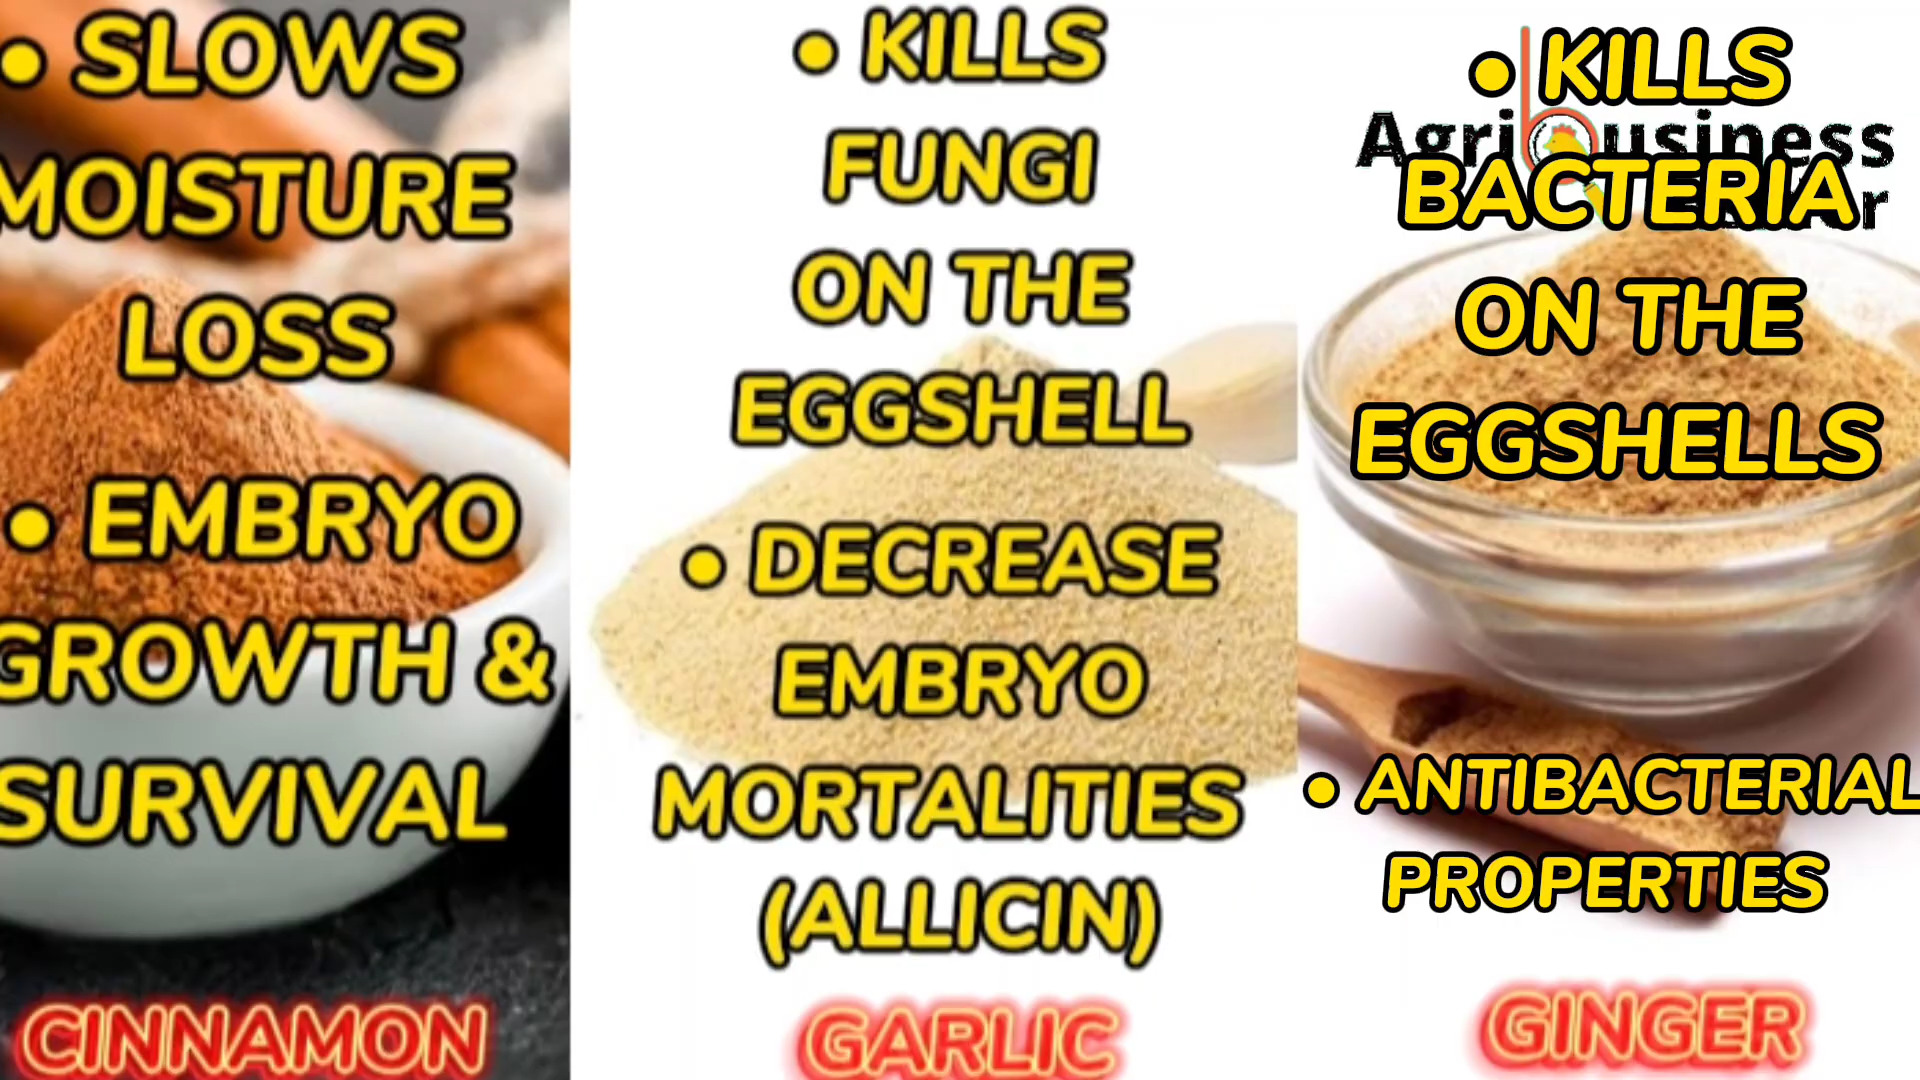 • SLOWS
MOISTURE
LOSS
• EMBRYO
GROWTH &
SURVIVAL
CINNAMON
• KILLS
FUNGI
ON THE
EGGSHELL
• DECREASE
EMBRYO
MORTALITIES
(ALLICIN)
GARLIC
Agribusiness
• KILLS
BACTERIA
ON THE
EGGSHELLS
• ANTIBACTERIAL
PROPERTIES
GINGER